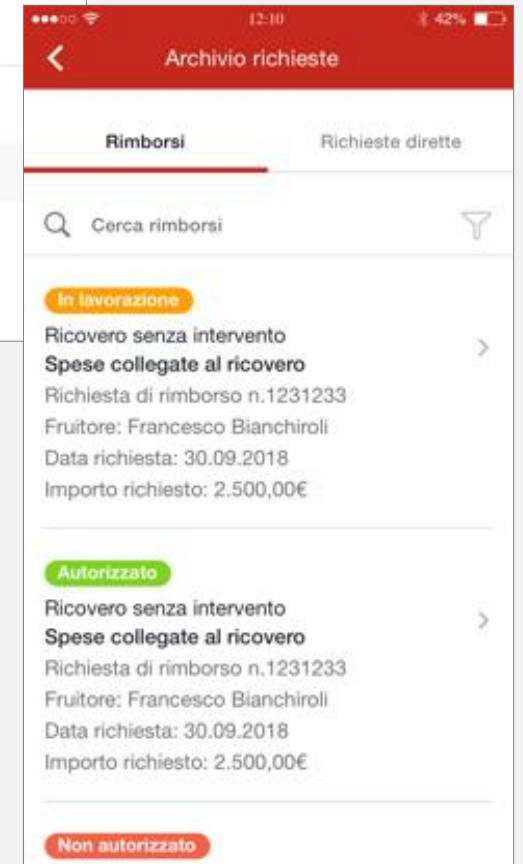 12:10 42%
Archivio richieste
Rimborsi Richieste dirette
Cerca rimborsi
In lavorazione
Ricovero senza intervento
Spese collegate al ricovero
Richiesta di rimborso n.1231233
Fruitore: Francesco Bianchiroli
Data richiesta: 30.09.2018
Importo richiesto: 2.500,00€
Autorizzato
Ricovero senza intervento
Spese collegate al ricovero
Richiesta di rimborso n.1231233
Fruitore: Francesco Bianchiroli
Data richiesta: 30.09.2018
Importo richiesto: 2.500,00€
Non autorizzato